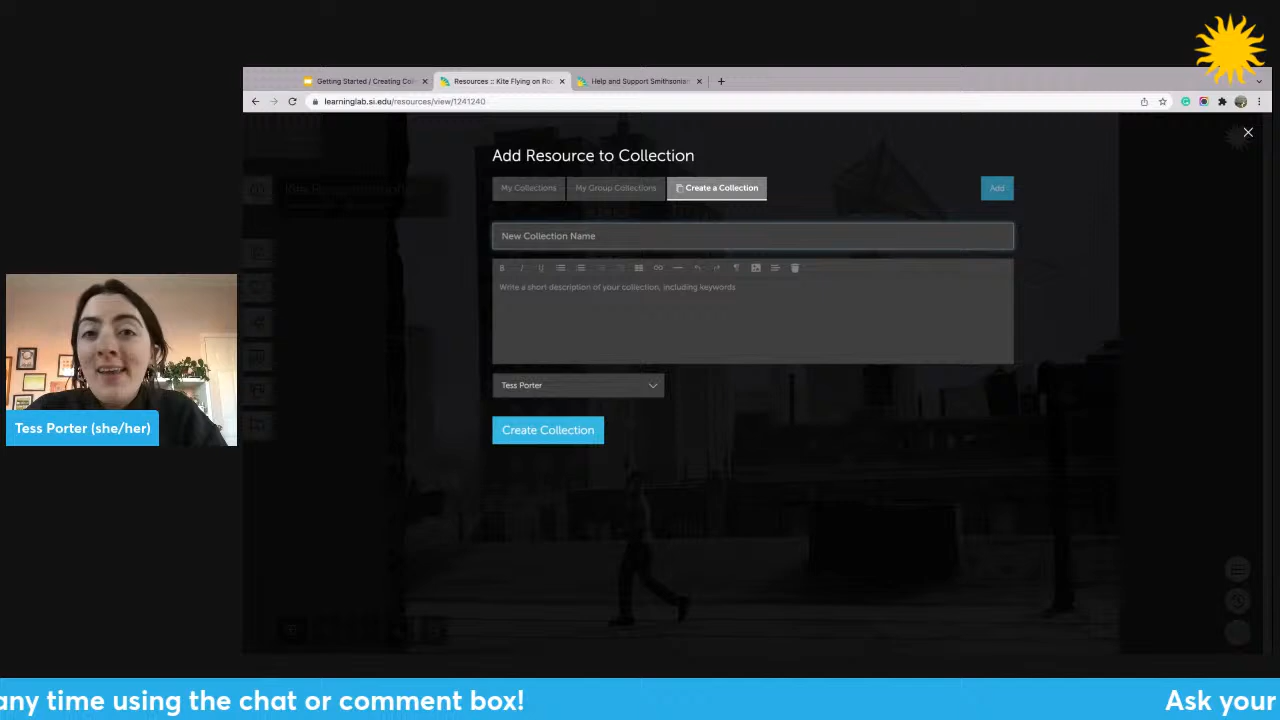 Getting Started / Creating Coll
Resources :: Kite Flying on Ro
Help and Support Smithsonian
learninglab.si.edu/resources/view/1241240
Add Resource to Collection
My Collections
My Group Collections
Create a Collection
Add
New Collection Name
B I U
Write a short description of your collection, including keywords
Tess Porter
Create Collection
Tess Porter (she/her)
any time using the chat or comment box!
Ask your